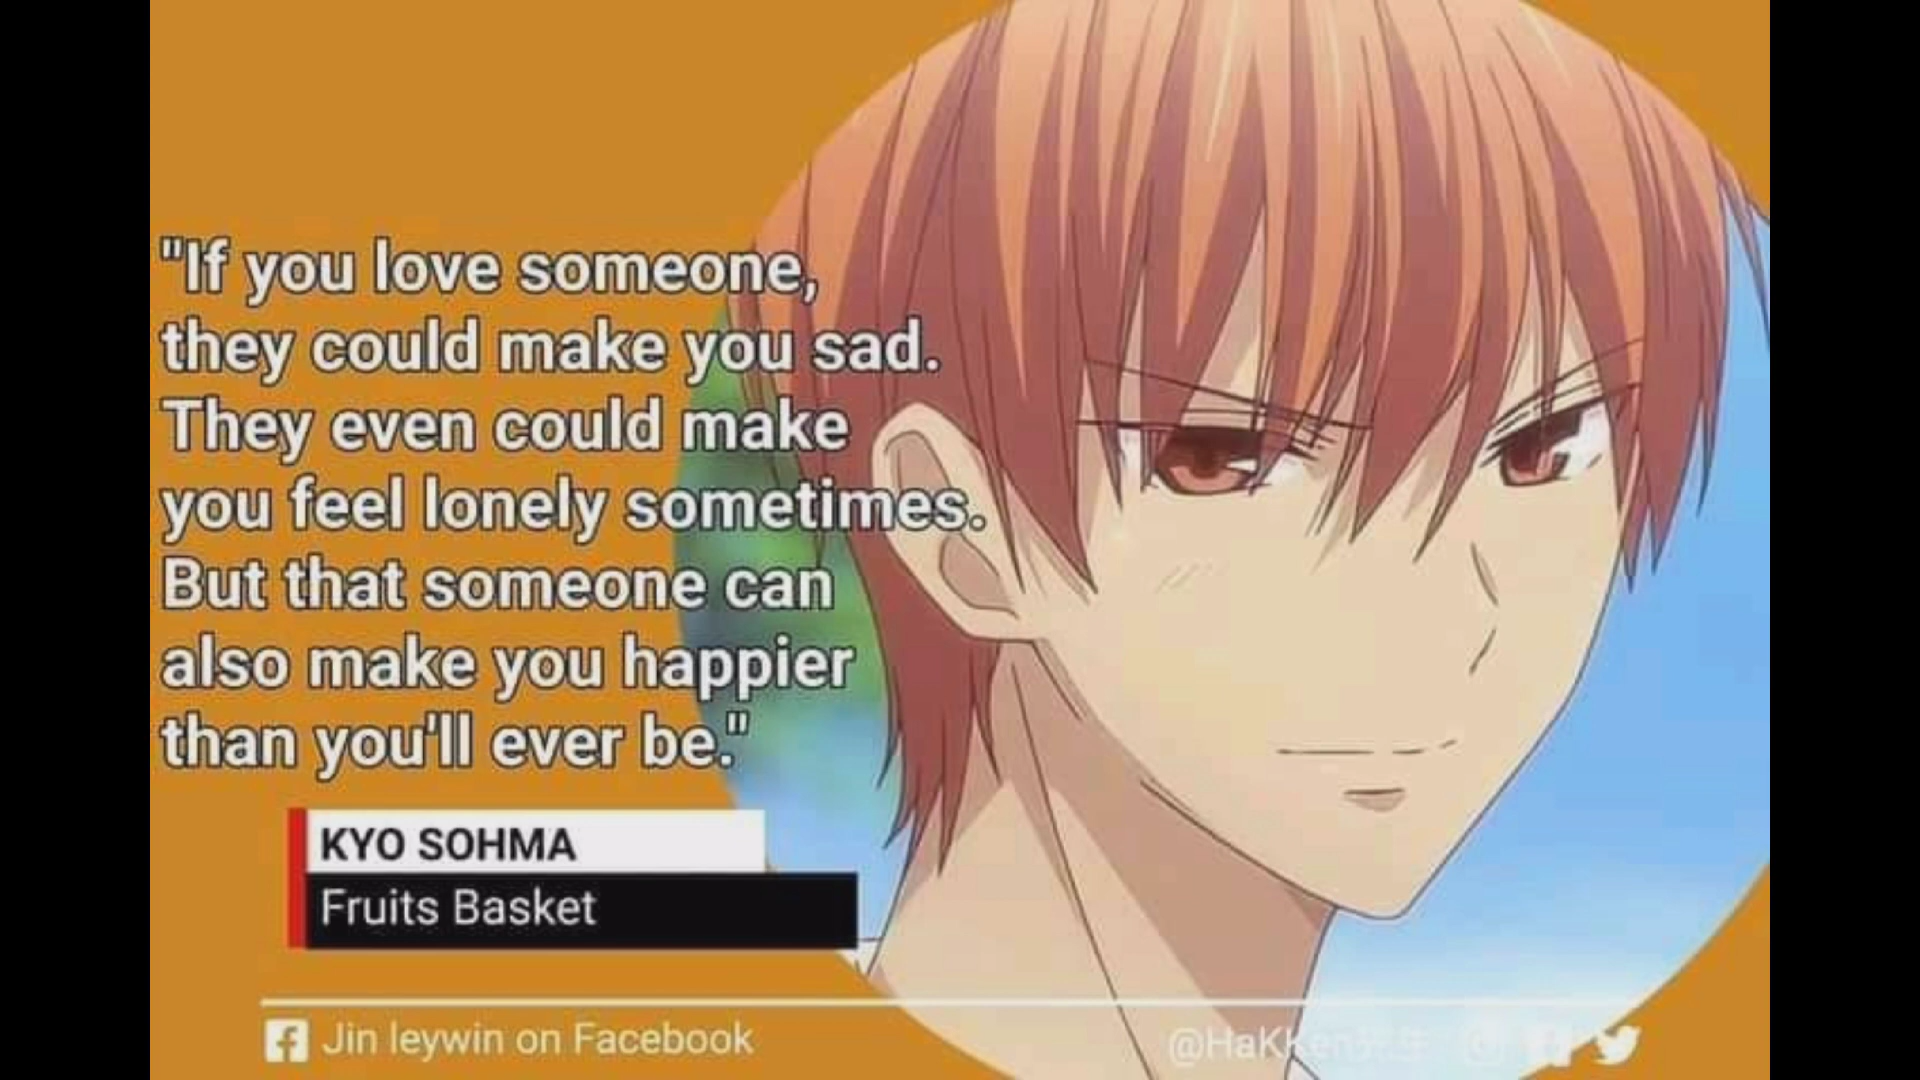 "If you love someone,
they could make you sad.
They even could make
you feel lonely sometimes.
But that someone can
also make you happier
than you'll ever be."
KYO SOHMA
Fruits Basket
Jin leywin on Facebook